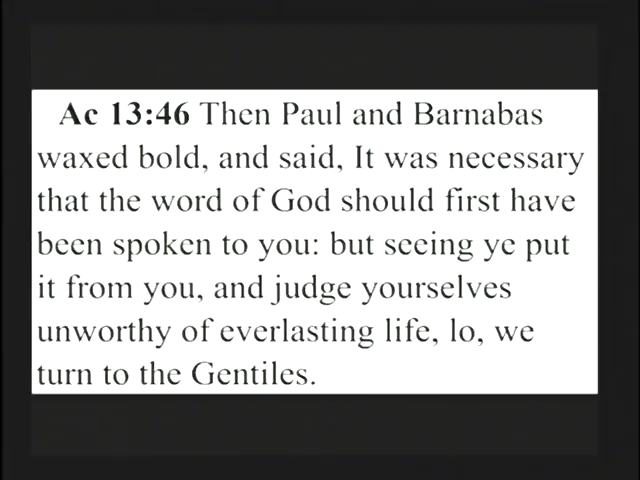 Ac 13:46 Then Paul and Barnabas
waxed bold, and said, It was necessary
that the word of God should first have
been spoken to you: but seeing ye put
it from you, and judge yourselves
unworthy of everlasting life, lo, we
turn to the Gentiles.